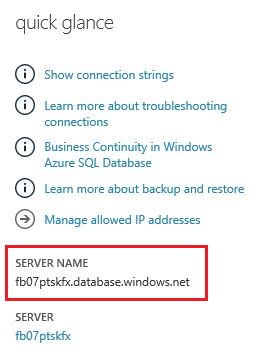 quick glance
Show connection strings
Learn more about troubleshooting
connections
Business Continuity in Windows
Azure SQL Database
Learn more about backup and restore
Manage allowed IP addresses
SERVER NAME
fb07ptskfx.database.windows.net
SERVER
fb07ptskfx